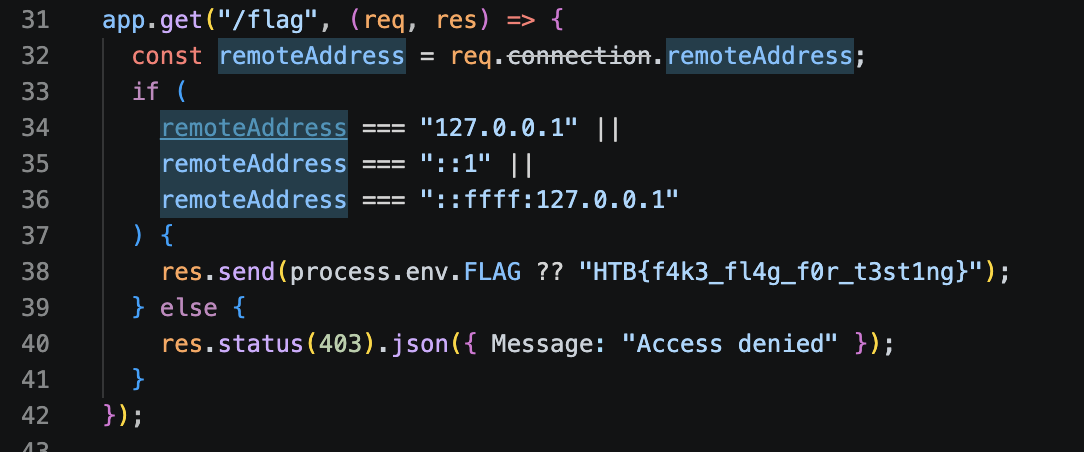 31 app.get("/flag", (req, res) => {
32 const remoteAddress = req.connection.remoteAddress;
33 if (
34 remoteAddress === "127.0.0.1" ||
35 remoteAddress === "::1" ||
36 remoteAddress === "::ffff:127.0.0.1"
37 ) {
38 res.send(process.env.FLAG ?? "HTB{f4k3_fl4g_f0r_t3st1ng}");
39 } else {
40 res.status(403).json({ Message: "Access denied" });
41 }
42 });
43